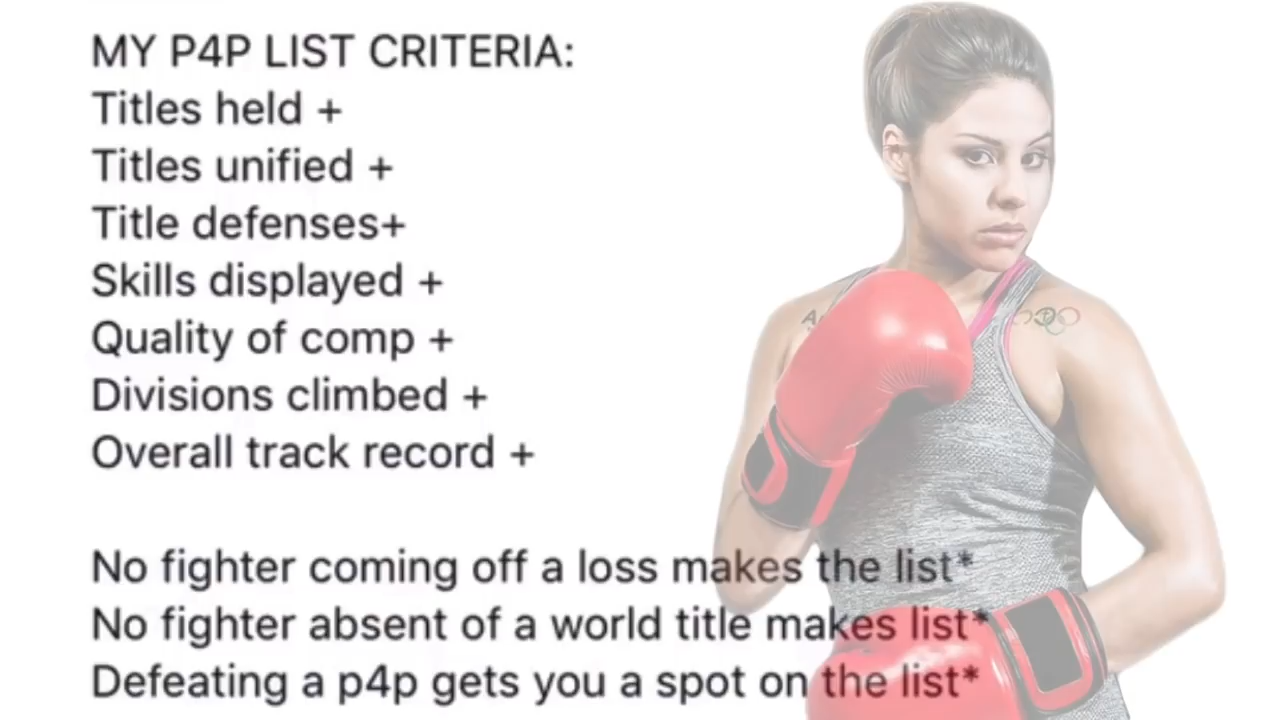 MY P4P LIST CRITERIA:
Titles held +
Titles unified +
Title defenses+
Skills displayed +
Quality of comp +
Divisions climbed +
Overall track record +
No fighter coming off a loss makes the list*
No fighter absent of a world title makes list*
Defeating a p4p gets you a spot on the list*